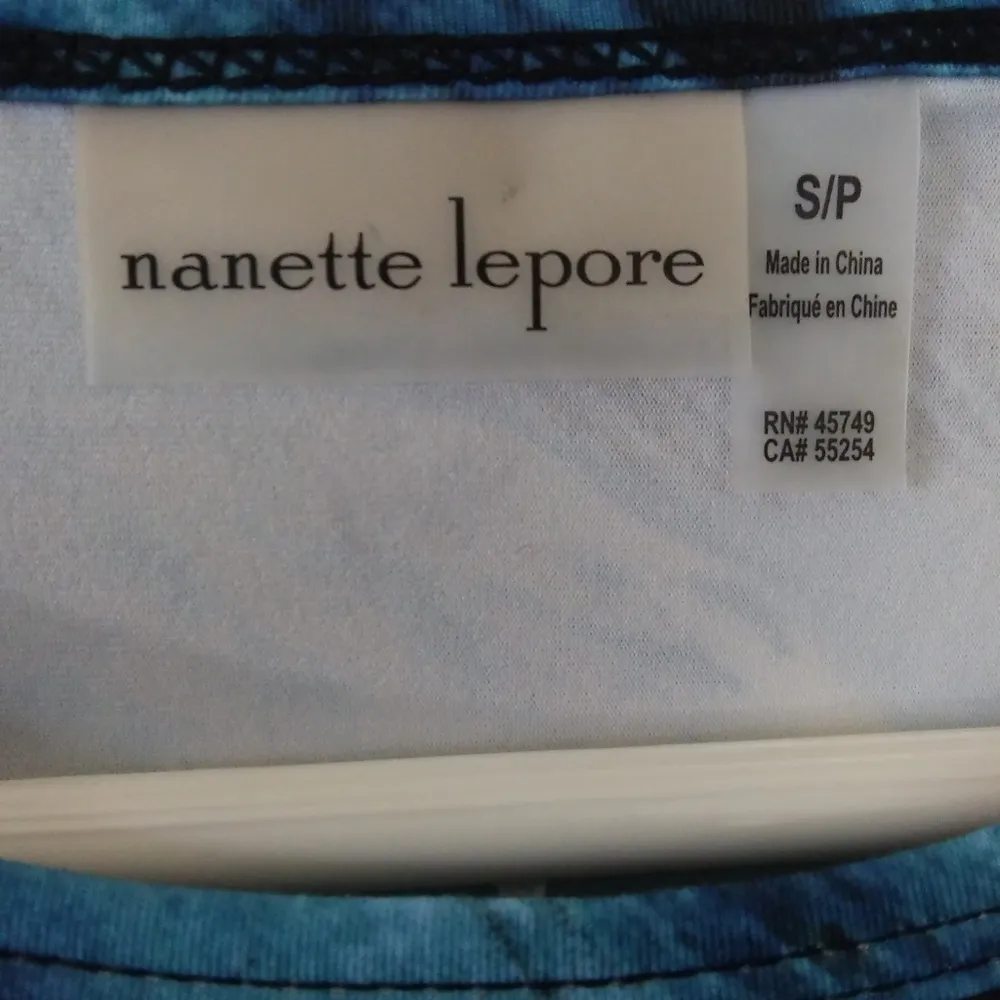 nanette lepore
S/P
Made in China
Fabriqué en Chine
RN# 45749
CA# 55254